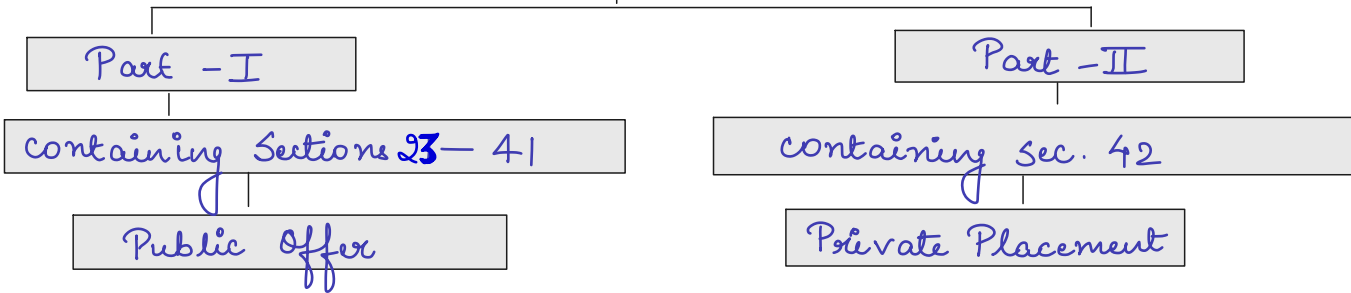 Part - I
Part - II
containing Sections 23 — 41
containing Sec. 42
Public Offer
Private Placement